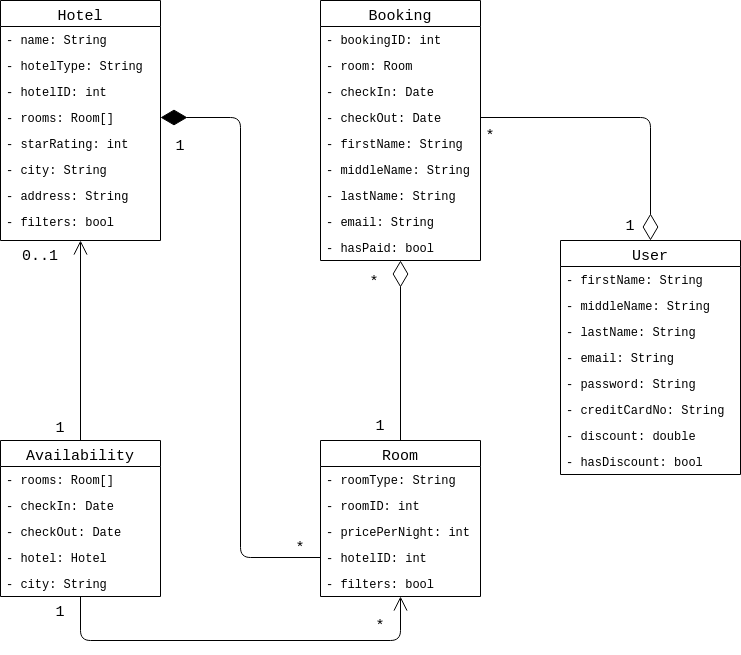 Hotel
- name: String
- hotelType: String
- hotelID: int
- rooms: Room[]
- starRating: int
- city: String
- address: String
- filters: bool
Booking
- bookingID: int
- room: Room
- checkIn: Date
- checkOut: Date
- firstName: String
- middleName: String
- lastName: String
- email: String
- hasPaid: bool
1
*
0..1
*
1
User
- firstName: String
- middleName: String
- lastName: String
- email: String
- password: String
- creditCardNo: String
- discount: double
- hasDiscount: bool
1
1
Availability
- rooms: Room[]
- checkIn: Date
- checkOut: Date
- hotel: Hotel
- city: String
Room
- roomType: String
- roomID: int
- pricePerNight: int
- hotelID: int
- filters: bool
*
1
*